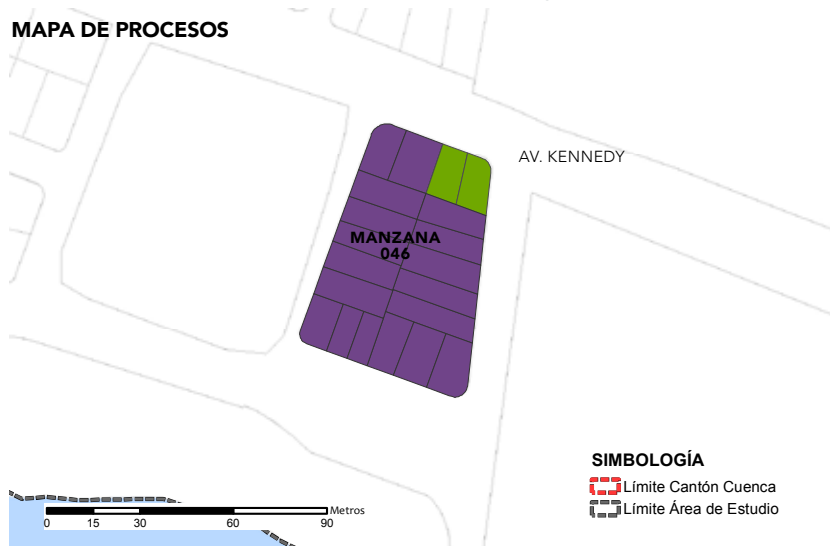 MAPA DE PROCESOS
AV. KENNEDY
MANZANA
046
SIMBOLOGÍA
Límite Cantón Cuenca
Límite Área de Estudio
Metros
0 15 30 60 90